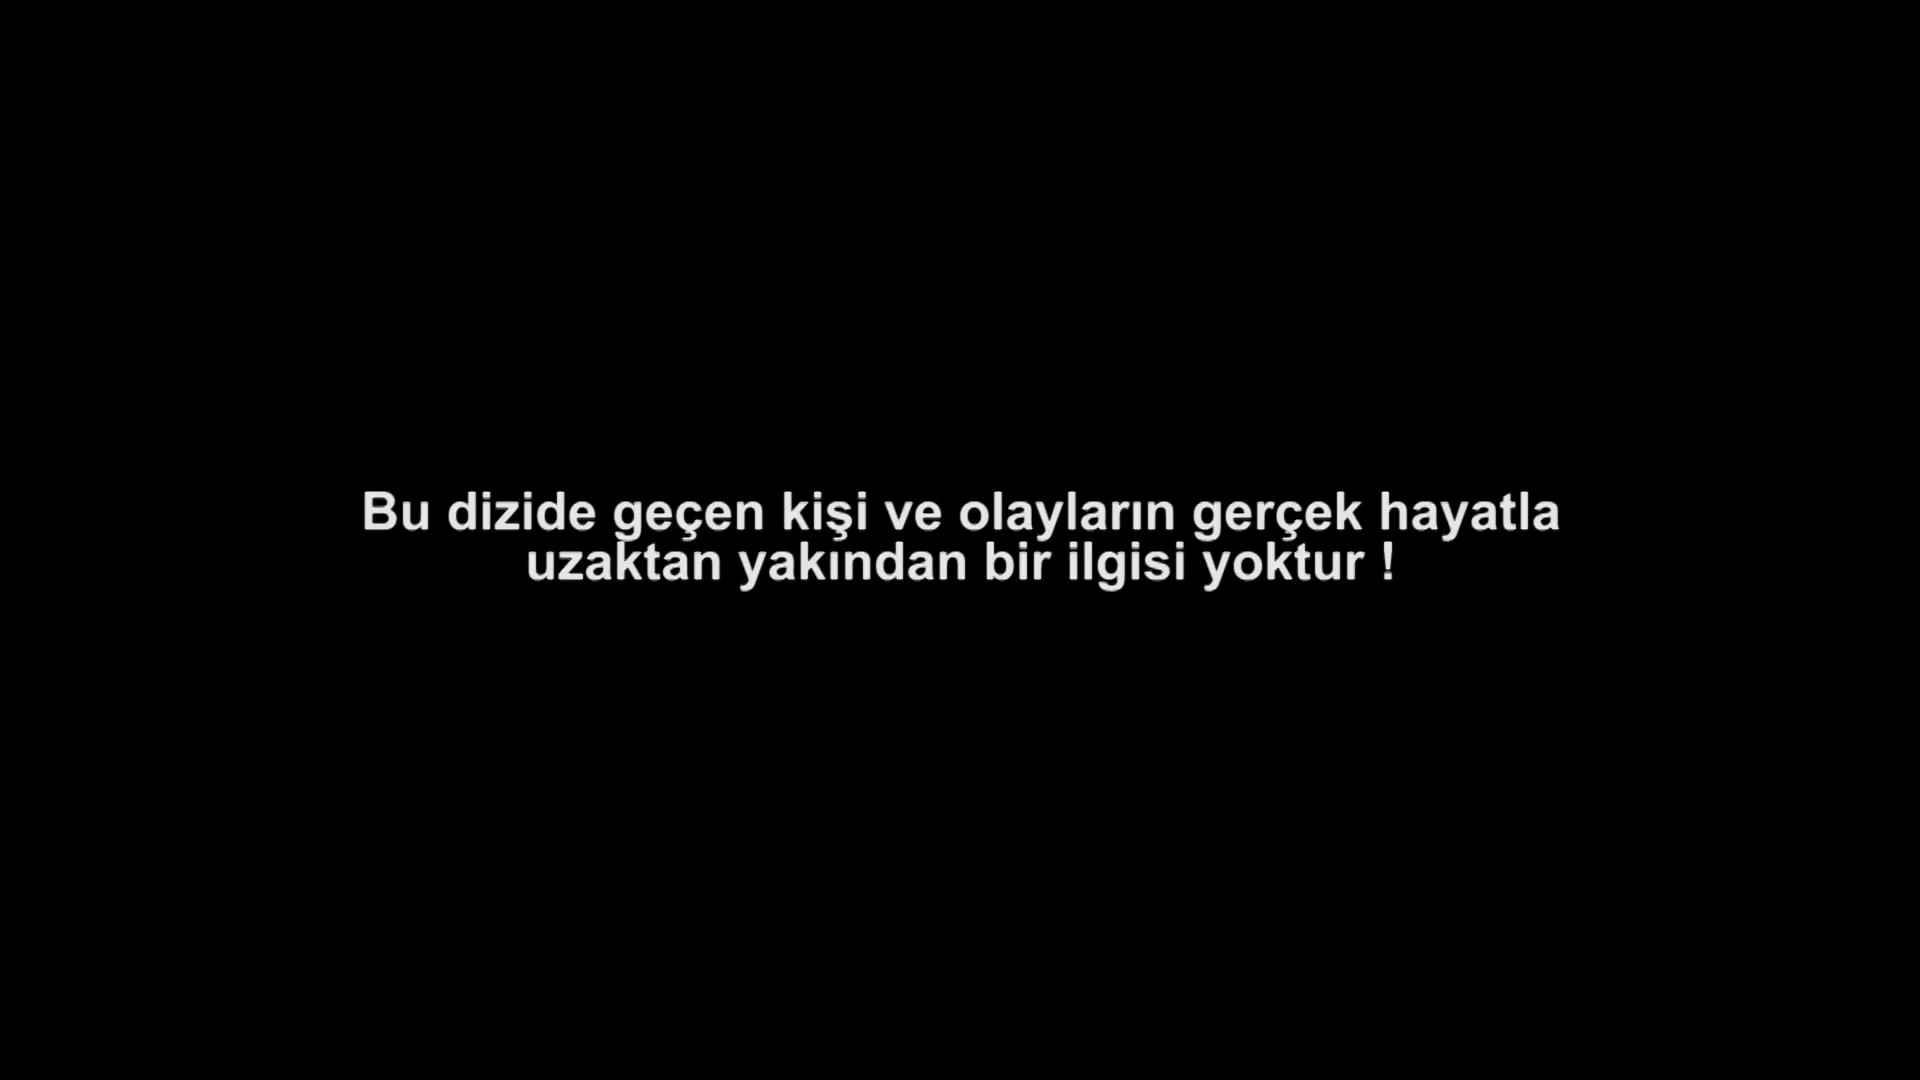 Bu dizide geçen kişi ve olayların gerçek hayatla
uzaktan yakından bir ilgisi yoktur !